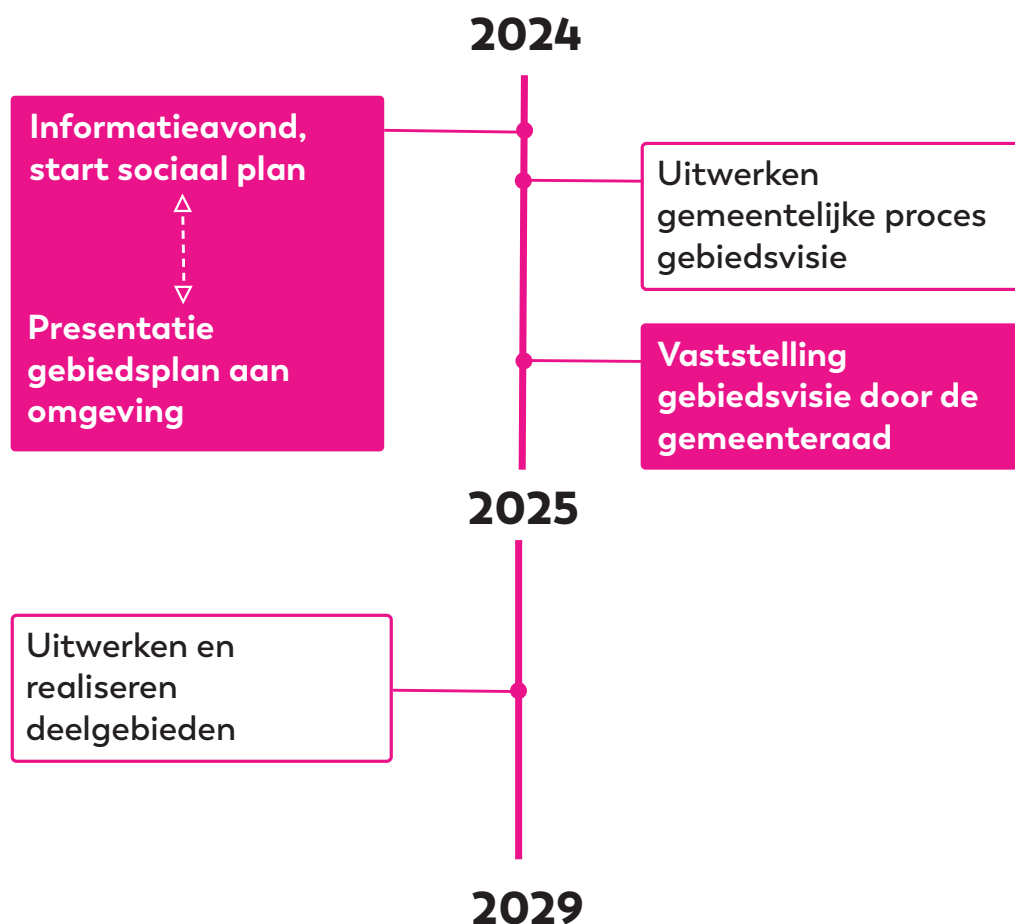 2024
Informatieavond,
start sociaal plan
Presentatie
gebiedsplan aan
omgeving
Uitwerken
gemeentelijke proces
gebiedsvisie
Vaststelling
gebiedsvisie door de
gemeenteraad
2025
Uitwerken en
realiseren
deelgebieden
2029